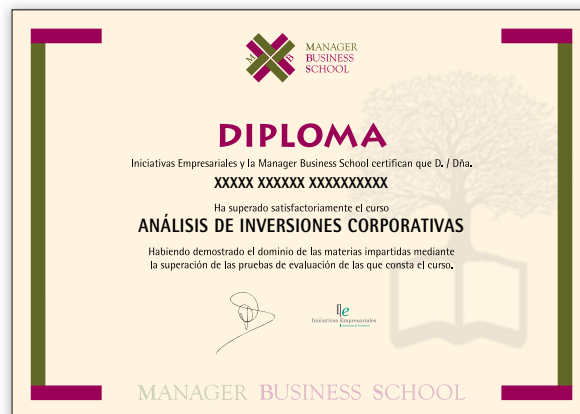 M B
MANAGER
BUSINESS
SCHOOL
DIPLOMA
Iniciativas Empresariales y la Manager Business School certifican que D. / Dña.
XXXXX XXXXXX XXXXXXXXXX
Ha superado satisfactoriamente el curso
ANÁLISIS DE INVERSIONES CORPORATIVAS
Habiendo demostrado el dominio de las materias impartidas mediante
la superación de las pruebas de evaluación de las que consta el curso.
Iniciativas Empresariales
MANAGER BUSINESS SCHOOL